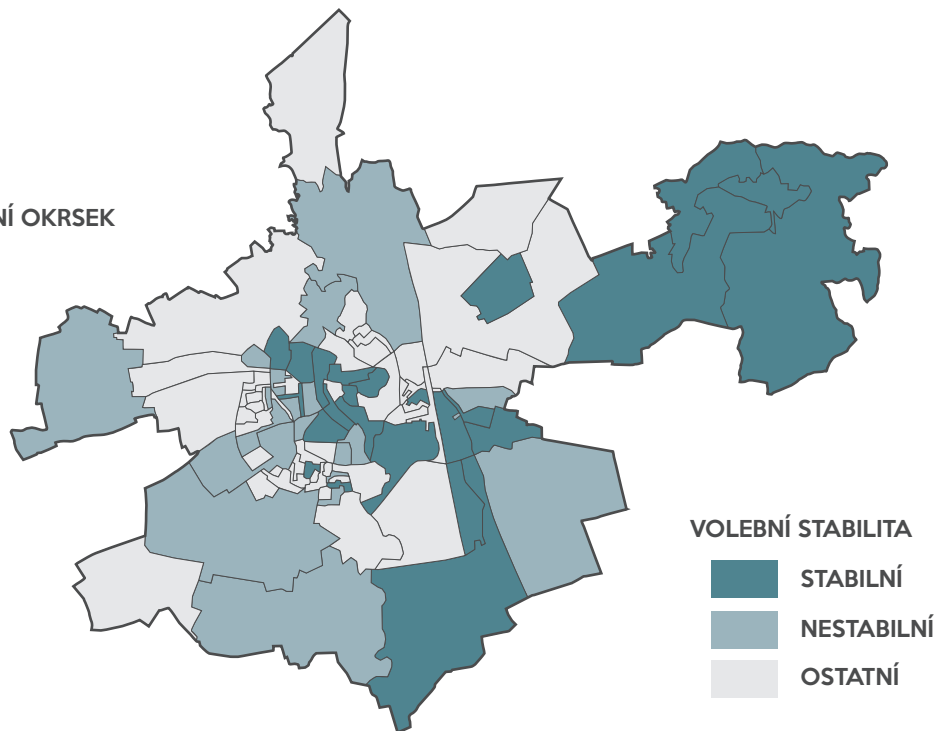 NÍ OKRSEK
VOLEBNÍ STABILITA
STABILNÍ
NESTABILNÍ
OSTATNÍ